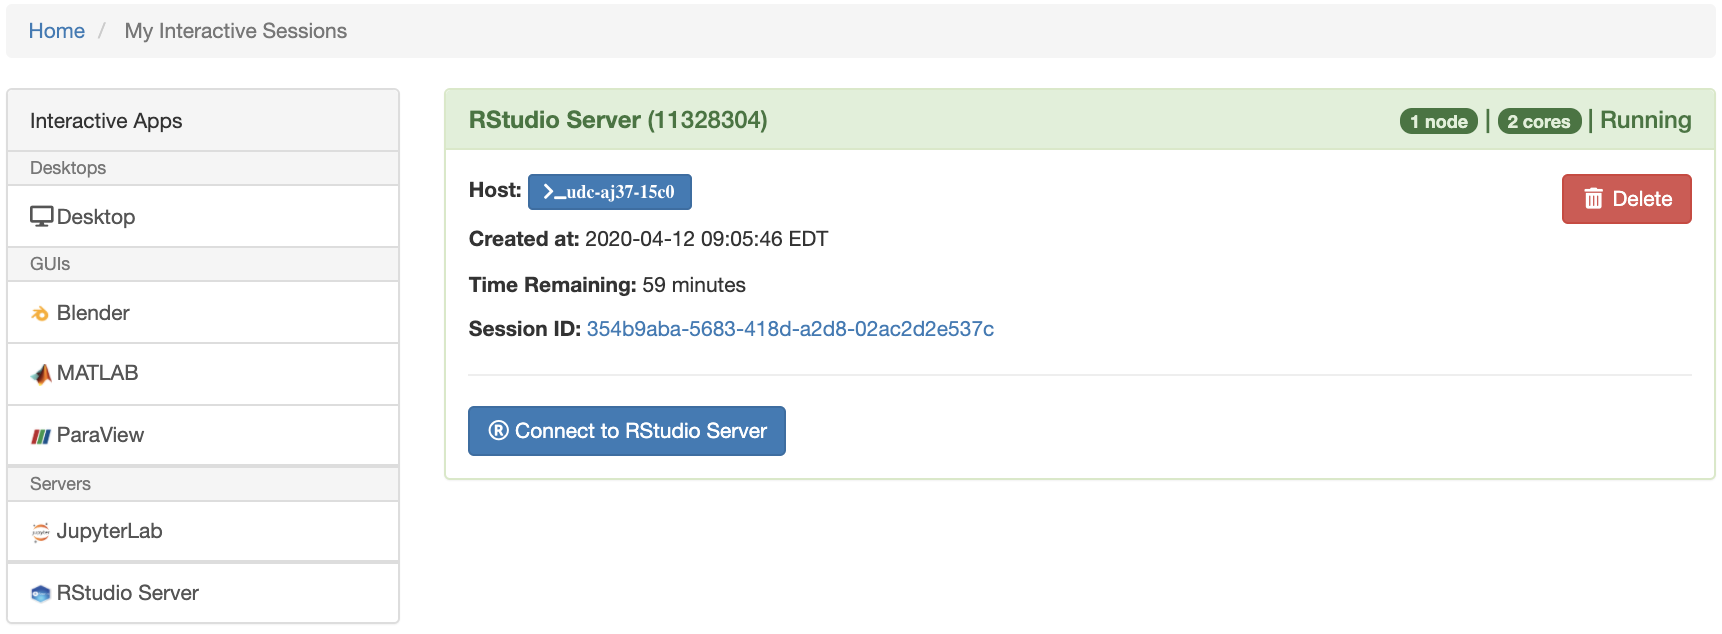 Home / My Interactive Sessions
Interactive Apps
Desktops
Desktop
GUIs
Blender
MATLAB
ParaView
Servers
JupyterLab
RStudio Server
RStudio Server (11328304)
1 node | 2 cores | Running
Host: >_udc-aj37-15c0
Delete
Created at: 2020-04-12 09:05:46 EDT
Time Remaining: 59 minutes
Session ID: 354b9aba-5683-418d-a2d8-02ac2d2e537c
® Connect to RStudio Server